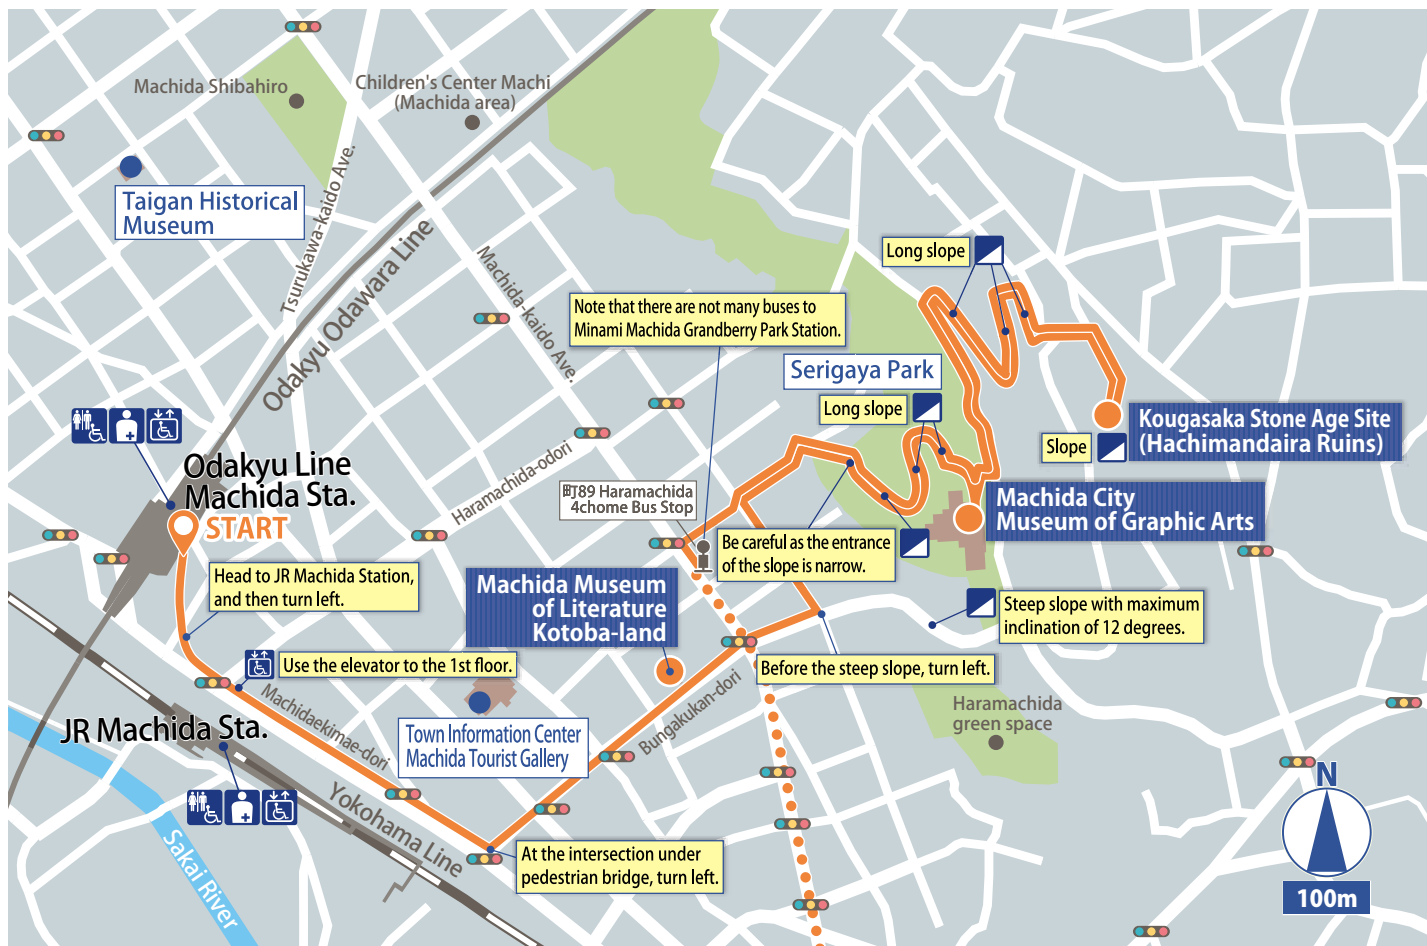 Machida Shibahiro
Children's Center Machi
(Machida area)
Taigan Historical
Museum
Tsurukawa-kaido Ave.
Odakyu Odawara Line
Machida-kaido Ave.
Long slope
Note that there are not many buses to
Minami Machida Grandberry Park Station.
Serigaya Park
Long slope
Kougasaka Stone Age Site
(Hachimandaira Ruins)
Slope
Odakyu Line
Machida Sta.
START
Haramachida-odori
町89 Haramachida
4chome Bus Stop
Machida City
Museum of Graphic Arts
Be careful as the entrance
of the slope is narrow.
Head to JR Machida Station,
and then turn left.
Machida Museum
of Literature
Kotoba-land
Steep slope with maximum
inclination of 12 degrees.
Use the elevator to the 1st floor.
Before the steep slope, turn left.
Machidaekimae-dori
Bungakukan-dori
Haramachida
green space
JR Machida Sta.
Town Information Center
Machida Tourist Gallery
Yokohama Line
Sakai River
At the intersection under
pedestrian bridge, turn left.
N
100m